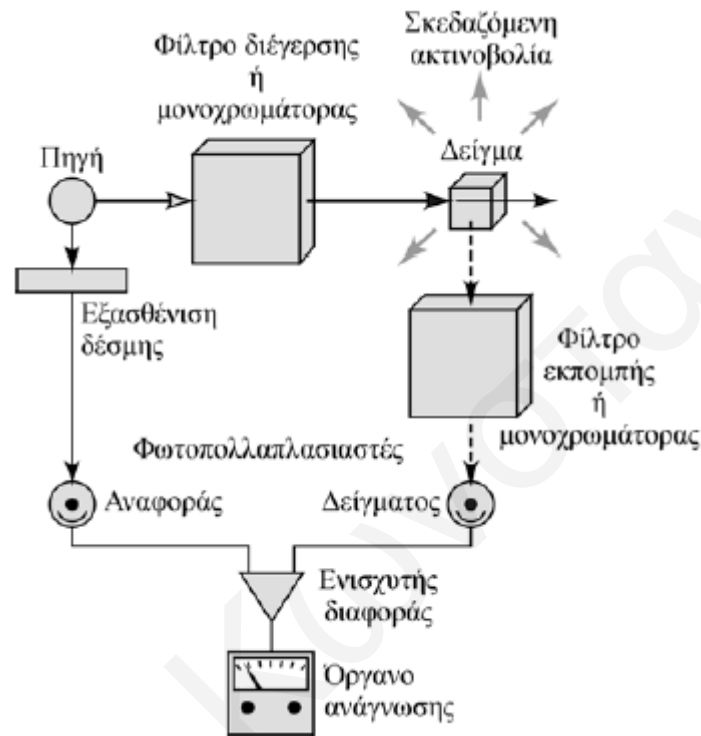 Φίλτρο διέγερσης
ή
μονοχρωμάτορας
Σκεδαζόμενη
ακτινοβολία
Πηγή
Δείγμα
Εξασθένιση
δέσμης
Φίλτρο
εκπομπής
ή
μονοχρωμάτορας
Φωτοπολλαπλασιαστές
Αναφοράς
Δείγματος
Ενισχυτής
διαφοράς
Όργανο
ανάγνωσης